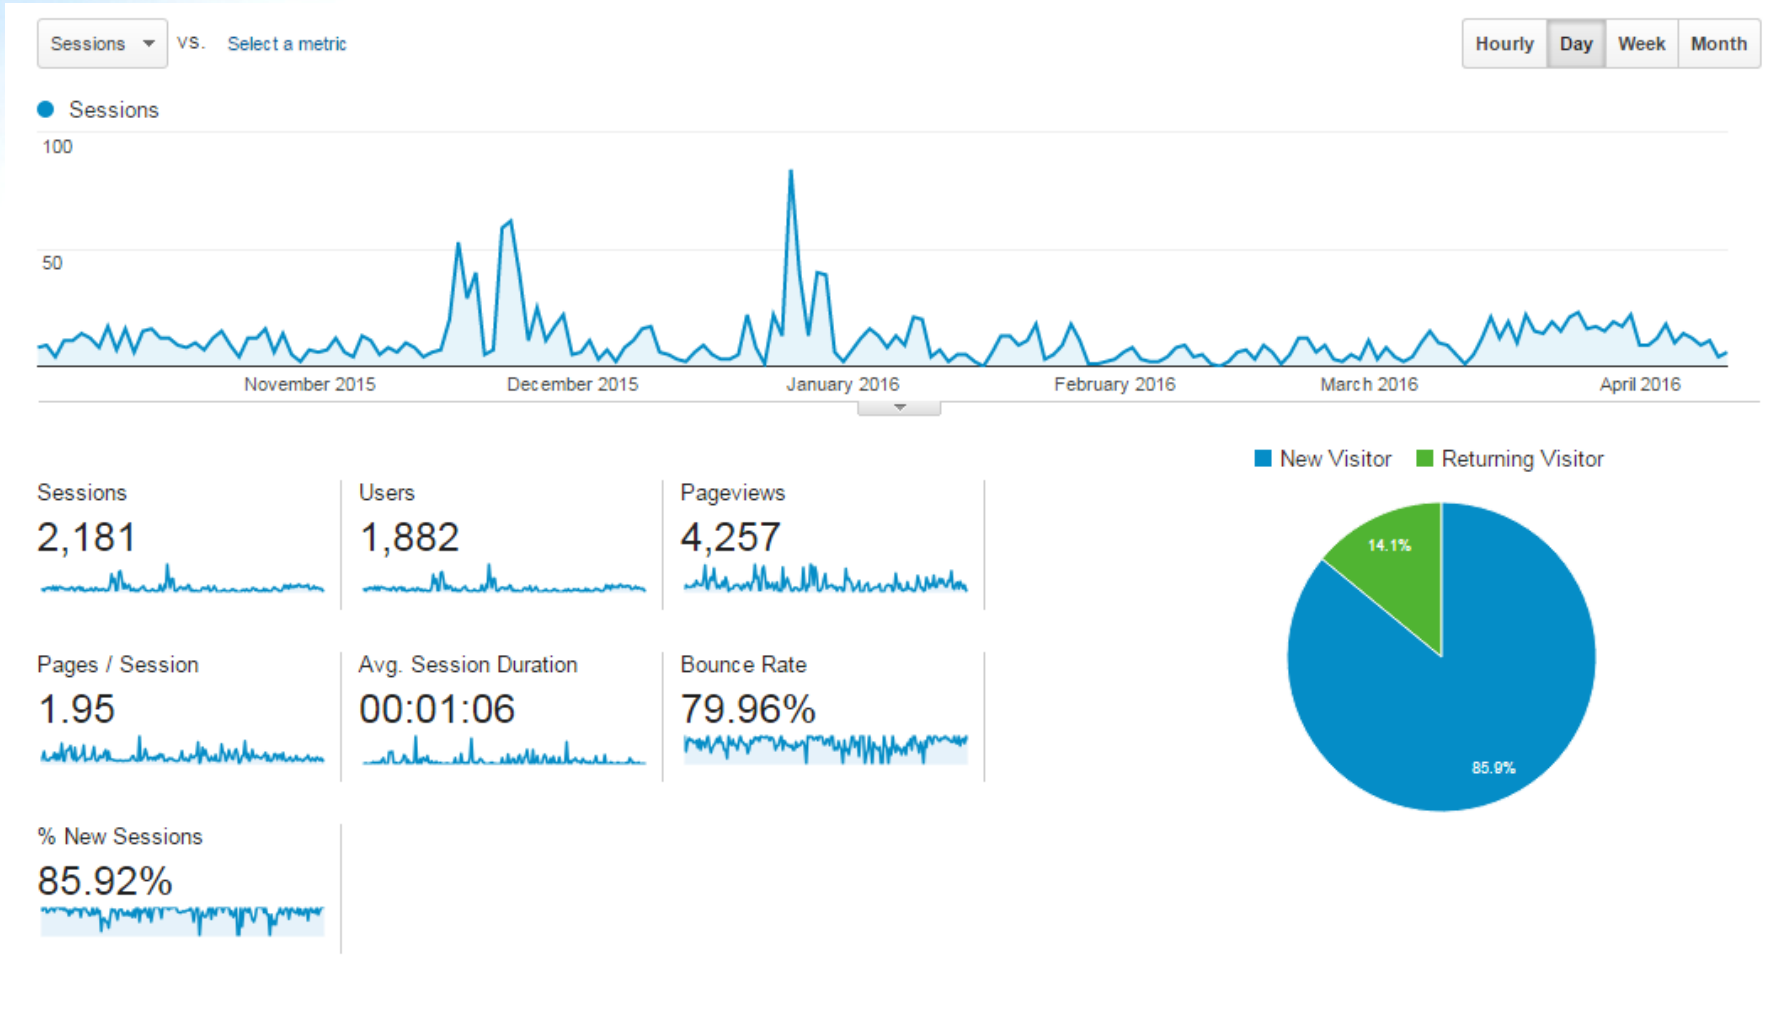 Sessions VS. Select a metric Hourly Day Week Month
Sessions
100
50
November 2015 December 2015 January 2016 February 2016 March 2016 April 2016
New Visitor Returning Visitor
Sessions Users Pageviews
2,181 1,882 4,257
14.1%
Pages / Session Avg. Session Duration Bounce Rate
1.95 00:01:06 79.96%
85.9%
% New Sessions
85.92%